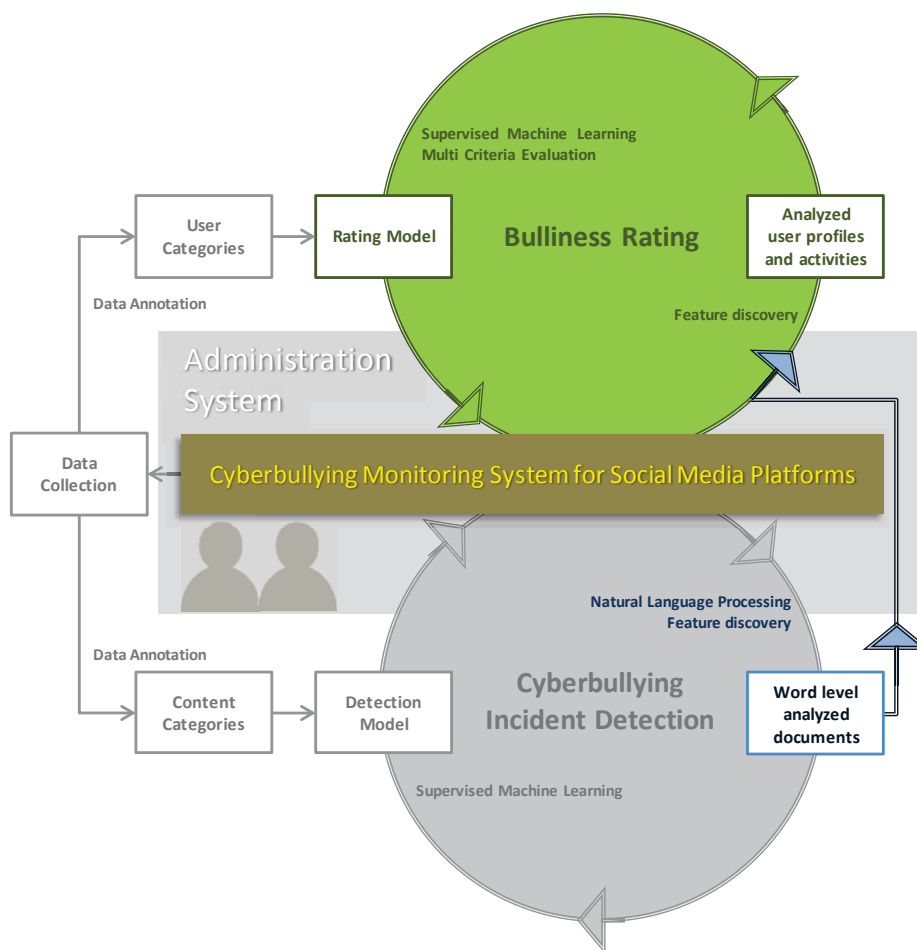 Supervised Machine Learning
Multi Criteria Evaluation
User
Categories
Rating Model
Bulliness Rating
Analyzed
user profiles
and activities
Data Annotation
Feature discovery
Administration
System
Data
Collection
Cyberbullying Monitoring System for Social Media Platforms
Natural Language Processing
Feature discovery
Data Annotation
Content
Categories
Detection
Model
Cyberbullying
Incident Detection
Word level
analyzed
documents
Supervised Machine Learning